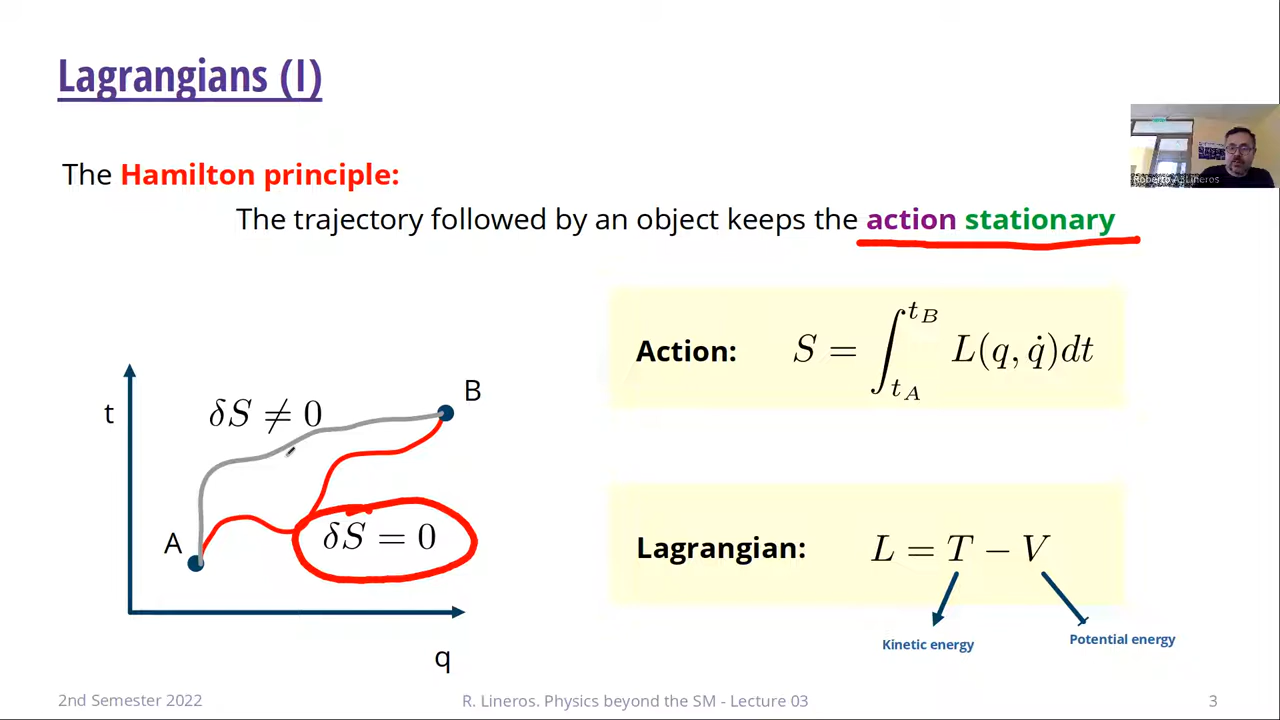 Lagrangians (I)
The Hamilton principle:
The trajectory followed by an object keeps the action stationary
Action: S = ∫_{t_A}^{t_B} L(q, q̇)dt
t
δS ≠ 0
B
A
δS = 0
Lagrangian: L = T − V
Kinetic energy
Potential energy
q
2nd Semester 2022
R. Lineros. Physics beyond the SM - Lecture 03
3